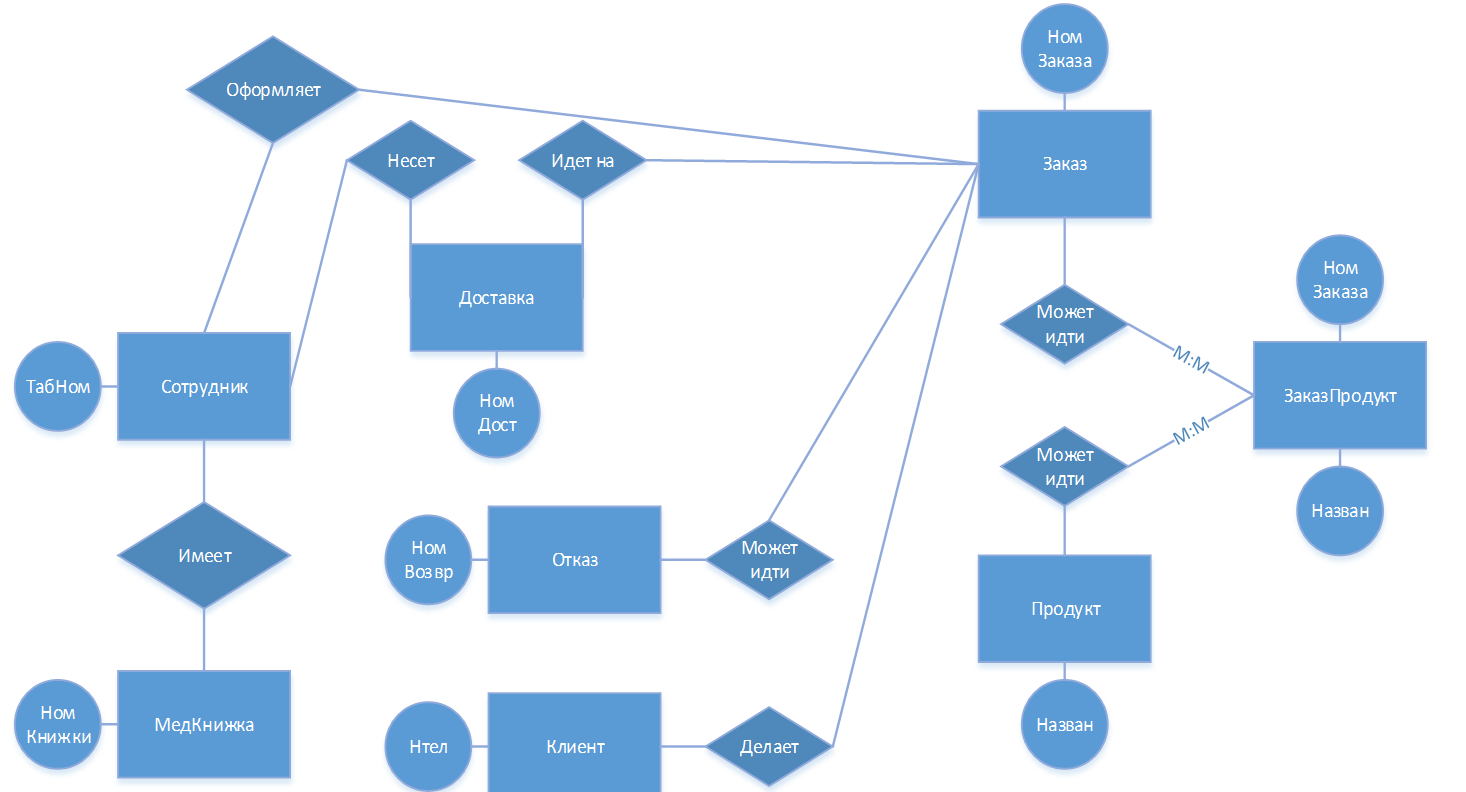 Ном
Заказа
Оформляет
Несет
Идет на
Заказ
Доставка
Ном
Заказа
Может
идти
М:М
ТабНом
Сотрудник
Ном
Дост
ЗаказПродукт
М:М
Может
идти
Назван
Имеет
Ном
Возвр
Отказ
Может
идти
Продукт
Ном
Книжки
МедКнижка
Нтел
Клиент
Делает
Назван